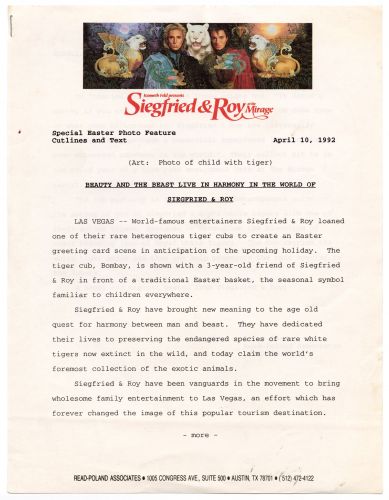 Kenneth Feld presents
Siegfried & Roy at the Mirage
Special Easter Photo Feature
Cutlines and Text April 10, 1992
(Art: Photo of child with tiger)
BEAUTY AND THE BEAST LIVE IN HARMONY IN THE WORLD OF
SIEGFRIED & ROY
LAS VEGAS -- World-famous entertainers Siegfried & Roy loaned
one of their rare heterogenous tiger cubs to create an Easter
greeting card scene in anticipation of the upcoming holiday. The
tiger cub, Bombay, is shown with a 3-year-old friend of Siegfried
& Roy in front of a traditional Easter basket, the seasonal symbol
familiar to children everywhere.
Siegfried & Roy have brought new meaning to the age old
quest for harmony between man and beast. They have dedicated
their lives to preserving the endangered species of rare white
tigers now extinct in the wild, and today claim the world's
foremost collection of the exotic animals.
Siegfried & Roy have been vanguards in the movement to bring
wholesome family entertainment to Las Vegas, an effort which has
forever changed the image of this popular tourism destination.
- more -
READ-POLAND ASSOCIATES • 1005 CONGRESS AVE., SUITE 500 • AUSTIN, TX 78701 • (512) 472-4122